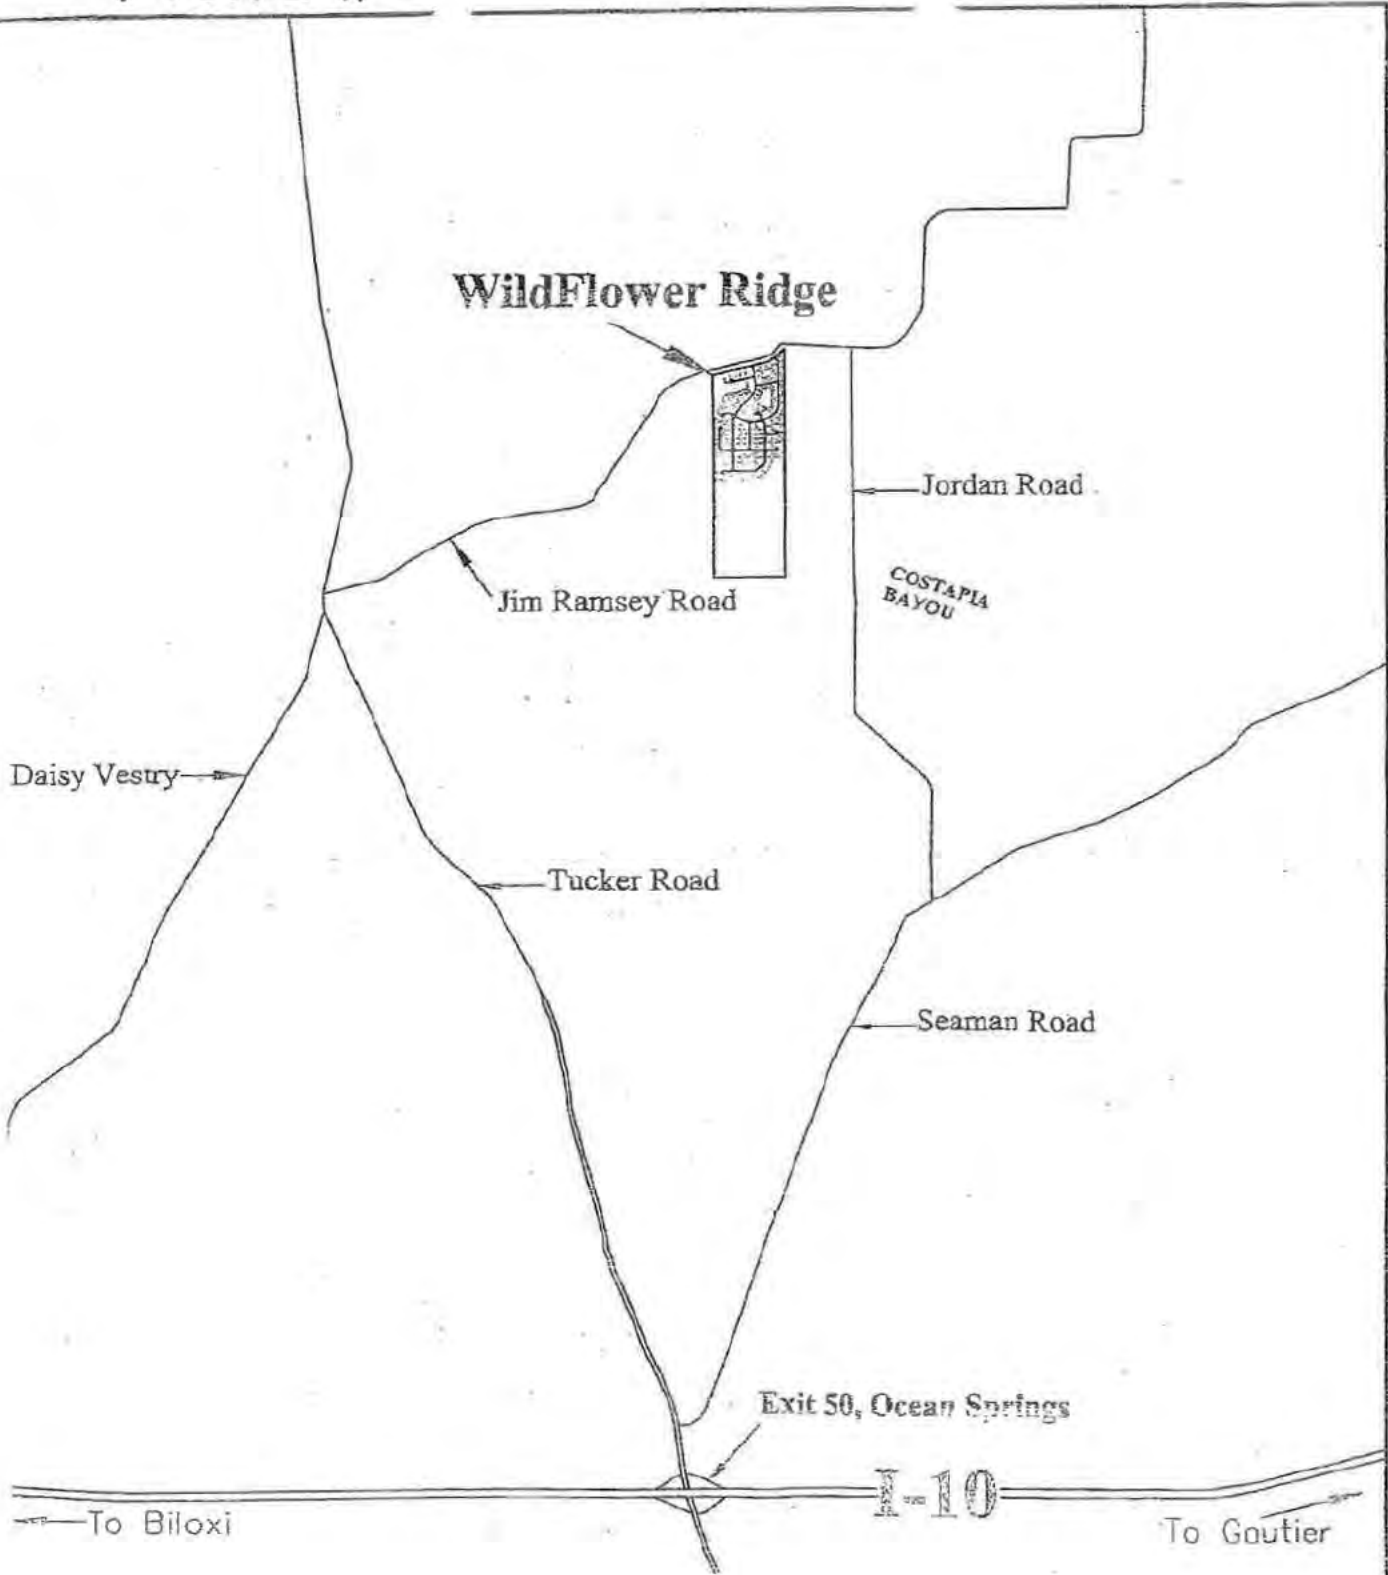 WildFlower Ridge
Jordan Road
COSTAPIA
BAYOU
Jim Ramsey Road
Daisy Vestry
Tucker Road
Seaman Road
Exit 50, Ocean Springs
I-10
To Biloxi
To Goutier